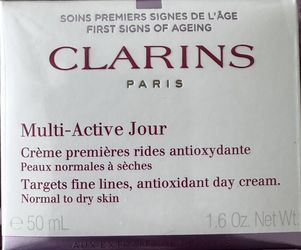 SOINS PREMIERS SIGNES DE L'ÂGE
FIRST SIGNS OF AGEING
CLARINS
PARIS
Multi-Active Jour
Crème premières rides antioxydante
Peaux normales à sèches
Targets fine lines, antioxidant day cream.
Normal to dry skin
e 50 mL
1.6 Oz. Net Wt.